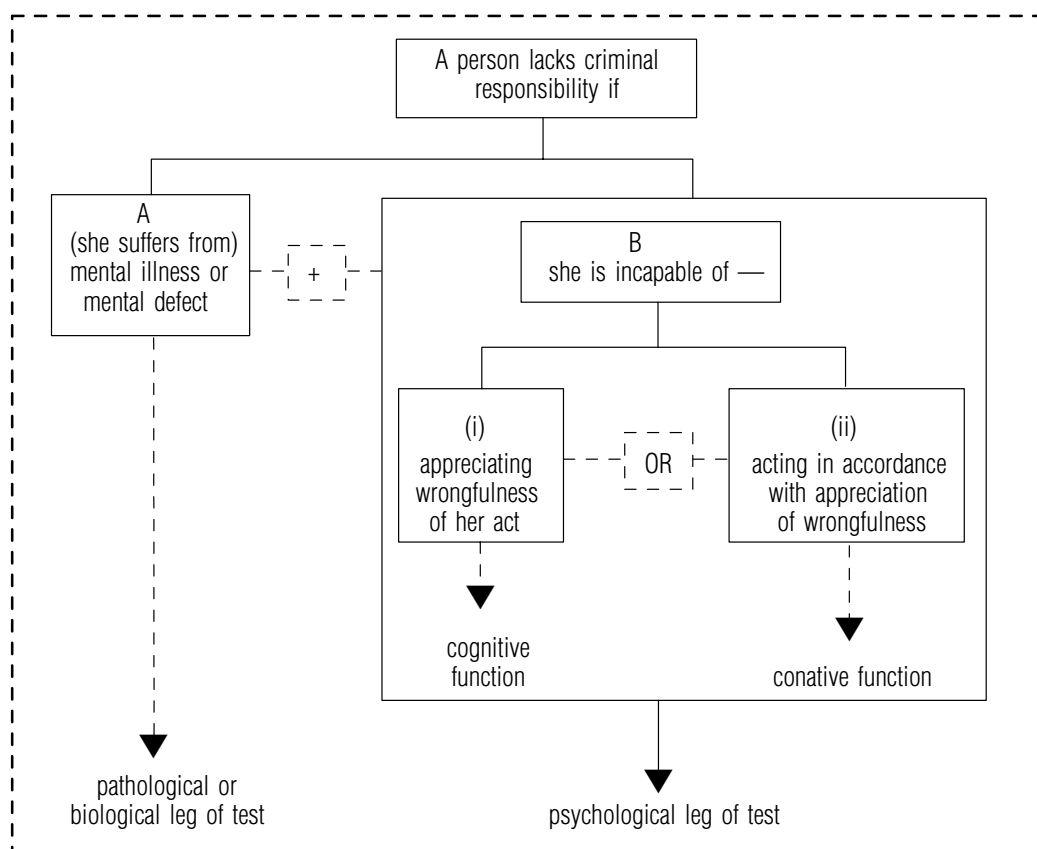 A person lacks criminal
responsibility if
A
(she suffers from)
mental illness or
mental defect
+
B
she is incapable of —
(i)
appreciating
wrongfulness
of her act
OR
(ii)
acting in accordance
with appreciation
of wrongfulness
cognitive
function
conative function
pathological or
biological leg of test
psychological leg of test